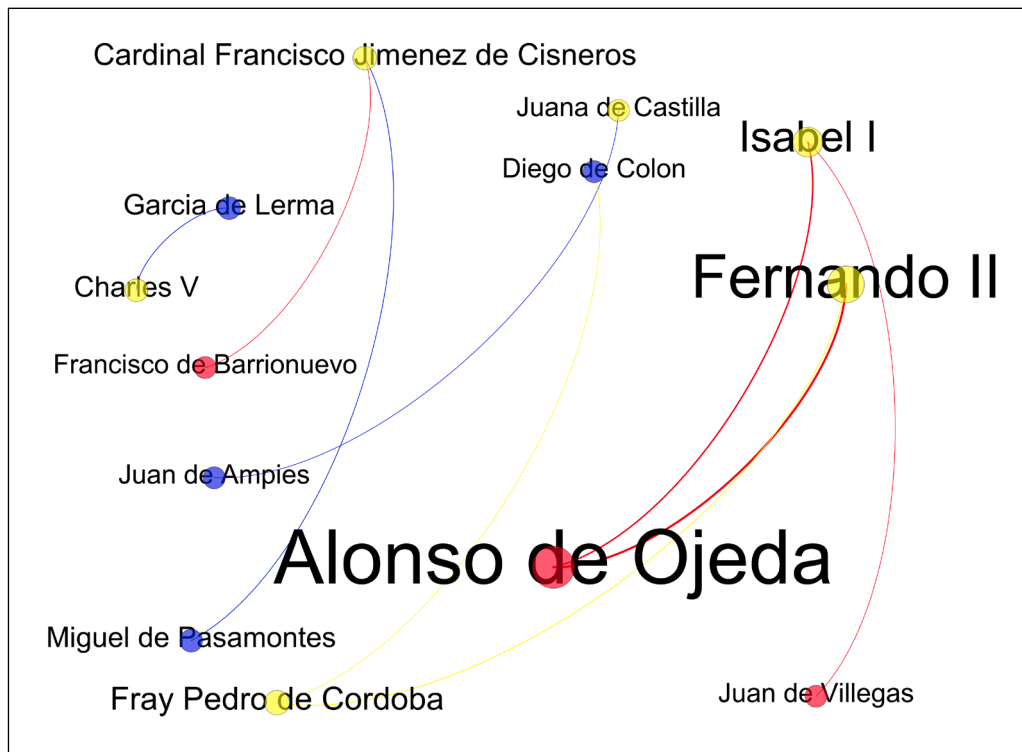 Cardinal Francisco Jimenez de Cisneros
Juana de Castilla
Isabel I
Diego de Colon
Garcia de Lerma
Charles V
Fernando II
Francisco de Barrionuevo
Juan de Ampies
Alonso de Ojeda
Miguel de Pasamontes
Fray Pedro de Cordoba
Juan de Villegas